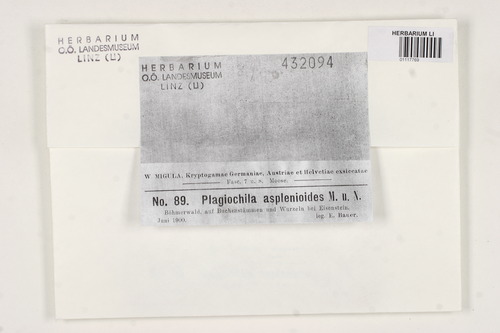 HERBARIUM
O.Ö. LANDESMUSEUM
LINZ (LI)
HERBARIUM LI
HERBARIUM
O.Ö. LANDESMUSEUM
LINZ (LI)
432094
W. MIGULA, Kryptogamae Germaniae, Austriae et Helvetiae exsiccatae
Fasc. 7 u. 8. Moose.
No. 89. Plagiochila asplenioides M. u. N.
Böhmerwald, auf Buchenstämmen und Wurzeln bei Eisenstein.
Juni 1900. leg. E. Bauer.